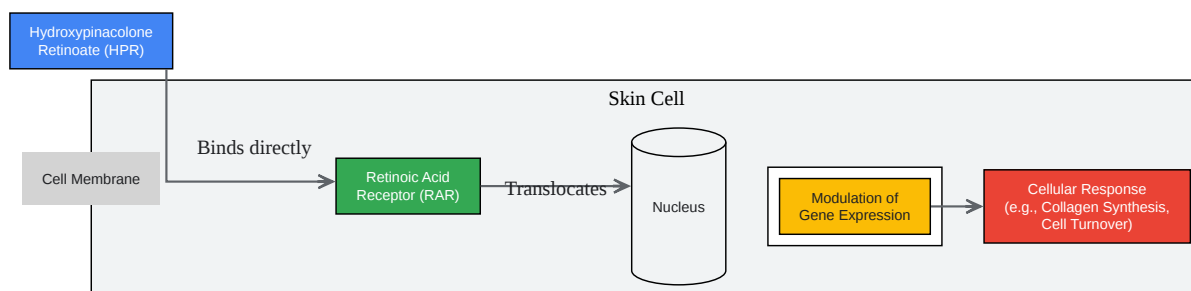 Hydroxypinacolone
Retinoate (HPR)
Skin Cell
Binds directly
Cell Membrane
Retinoic Acid
Receptor (RAR)
Translocates
Nucleus
Modulation of
Gene Expression
Cellular Response
(e.g., Collagen Synthesis,
Cell Turnover)